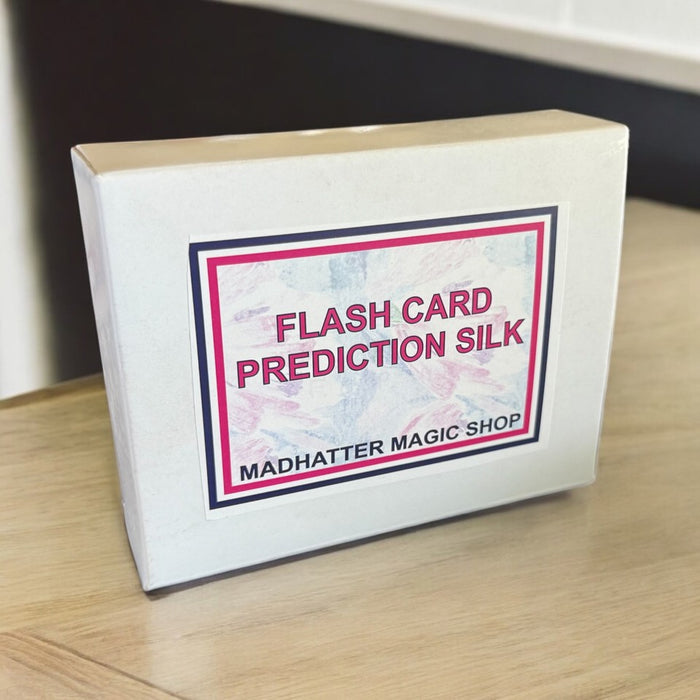 FLASH CARD
PREDICTION SILK
MADHATTER MAGIC SHOP